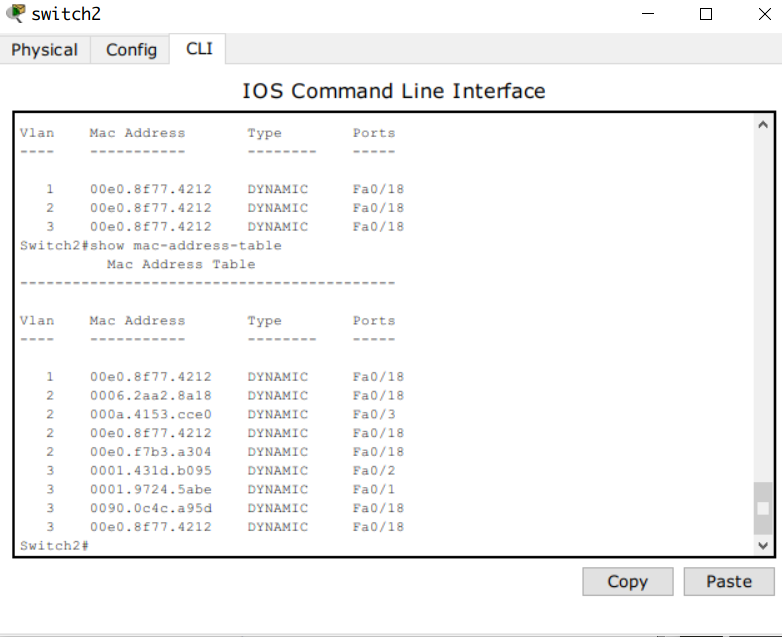 switch2
Physical Config CLI
IOS Command Line Interface
Vlan Mac Address Type Ports
---- ----------- -------- -----
1 00e0.8f77.4212 DYNAMIC Fa0/18
2 00e0.8f77.4212 DYNAMIC Fa0/18
3 00e0.8f77.4212 DYNAMIC Fa0/18
Switch2#show mac-address-table
Mac Address Table
-------------------------------------------
Vlan Mac Address Type Ports
---- ----------- -------- -----
1 00e0.8f77.4212 DYNAMIC Fa0/18
2 0006.2aa2.8a18 DYNAMIC Fa0/18
2 000a.4153.cce0 DYNAMIC Fa0/3
2 00e0.8f77.4212 DYNAMIC Fa0/18
2 00e0.f7b3.a304 DYNAMIC Fa0/18
3 0001.431d.b095 DYNAMIC Fa0/2
3 0001.9724.5abe DYNAMIC Fa0/1
3 0090.0c4c.a95d DYNAMIC Fa0/18
3 00e0.8f77.4212 DYNAMIC Fa0/18
Switch2#
Copy Paste